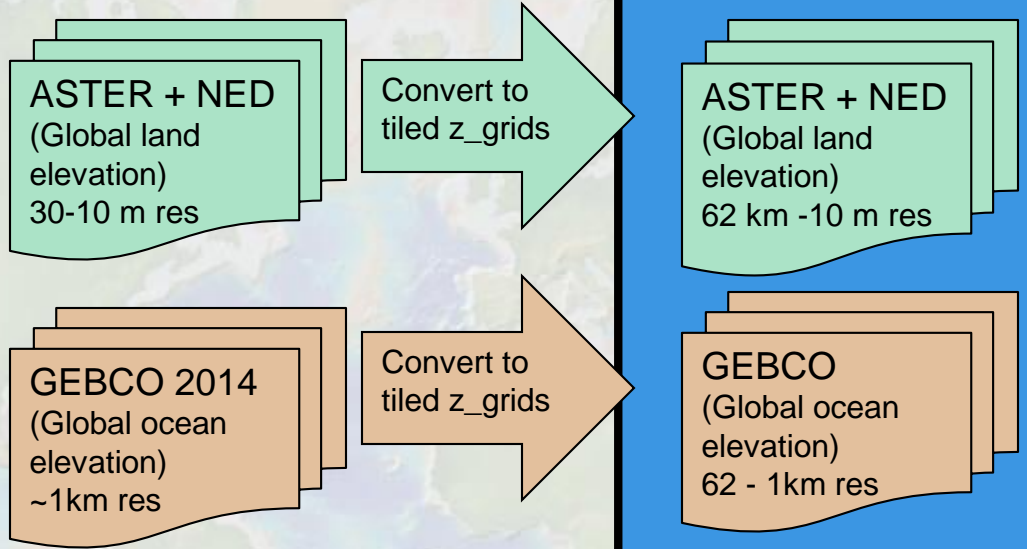 ASTER + NED
(Global land
elevation)
30-10 m res
Convert to
tiled z_grids
ASTER + NED
(Global land
elevation)
62 km -10 m res
GEBCO 2014
(Global ocean
elevation)
~1km res
Convert to
tiled z_grids
GEBCO
(Global ocean
elevation)
62 - 1km res